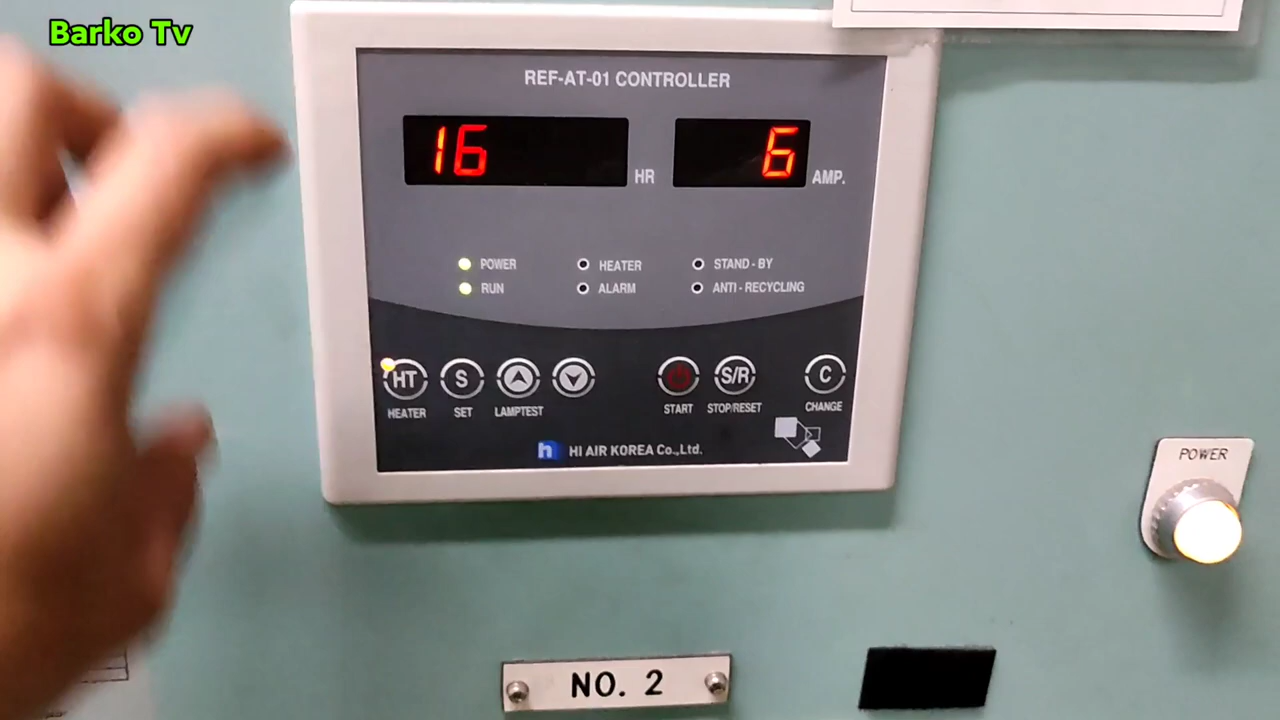 Barko Tv
REF-AT-01 CONTROLLER
16 HR 6 AMP.
POWER HEATER STAND - BY
RUN ALARM ANTI - RECYCLING
HT S S/R C
HEATER SET LAMPTEST START STOP/RESET CHANGE
h HI AIR KOREA Co.,Ltd.
POWER
NO. 2